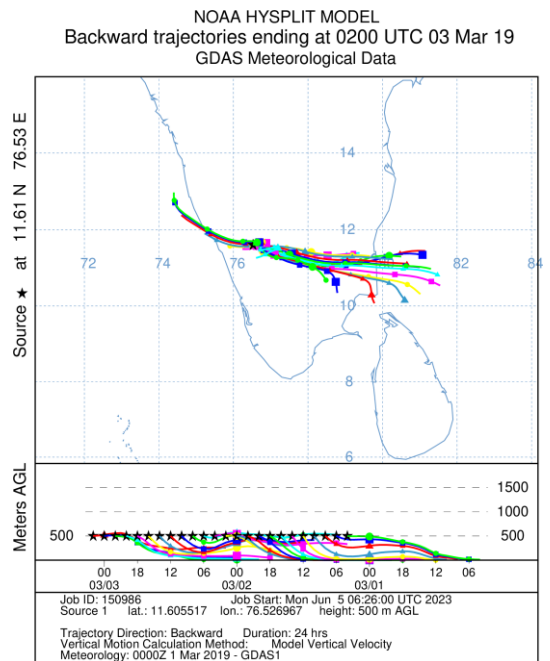 NOAA HYSPLIT MODEL
Backward trajectories ending at 0200 UTC 03 Mar 19
GDAS Meteorological Data
Source ★ at 11.61 N 76.53 E
14
12
72 74 76 82 84
10
8
6
Meters AGL
1500
1000
500 500
00 18 12 06 00 18 12 06 00 18 12 06
03/03 03/02 03/01
Job ID: 150986 Job Start: Mon Jun 5 06:26:00 UTC 2023
Source 1 lat.: 11.605517 lon.: 76.526967 height: 500 m AGL
Trajectory Direction: Backward Duration: 24 hrs
Vertical Motion Calculation Method: Model Vertical Velocity
Meteorology: 0000Z 1 Mar 2019 - GDAS1